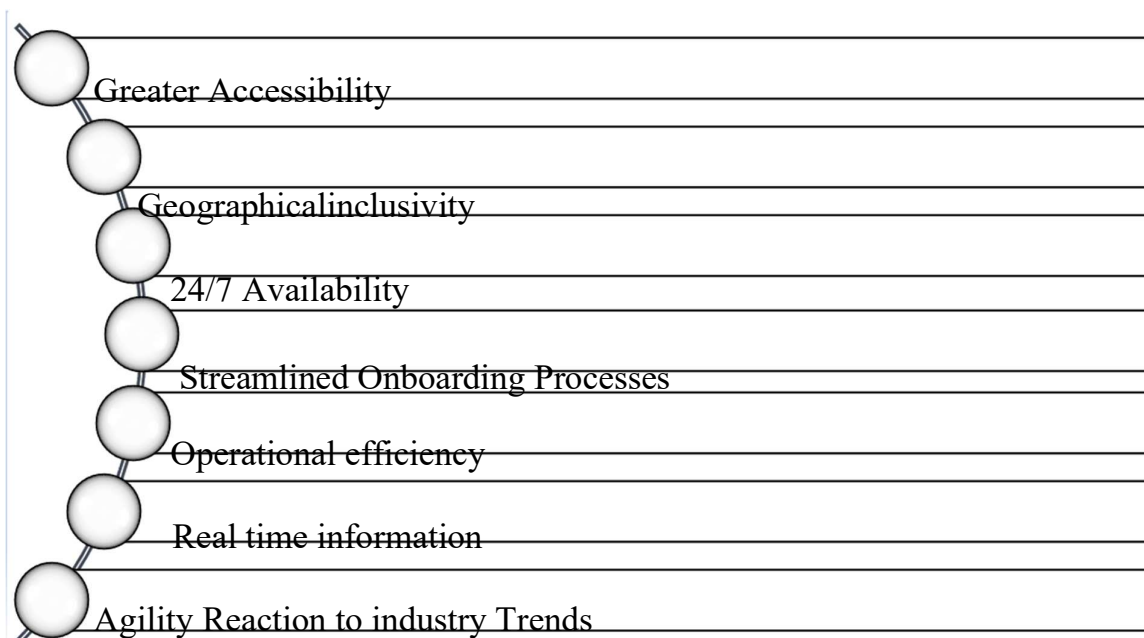 Greater Accessibility
Geographicalinclusivity
24/7 Availability
Streamlined Onboarding Processes
Operational efficiency
Real time information
Agility Reaction to industry Trends